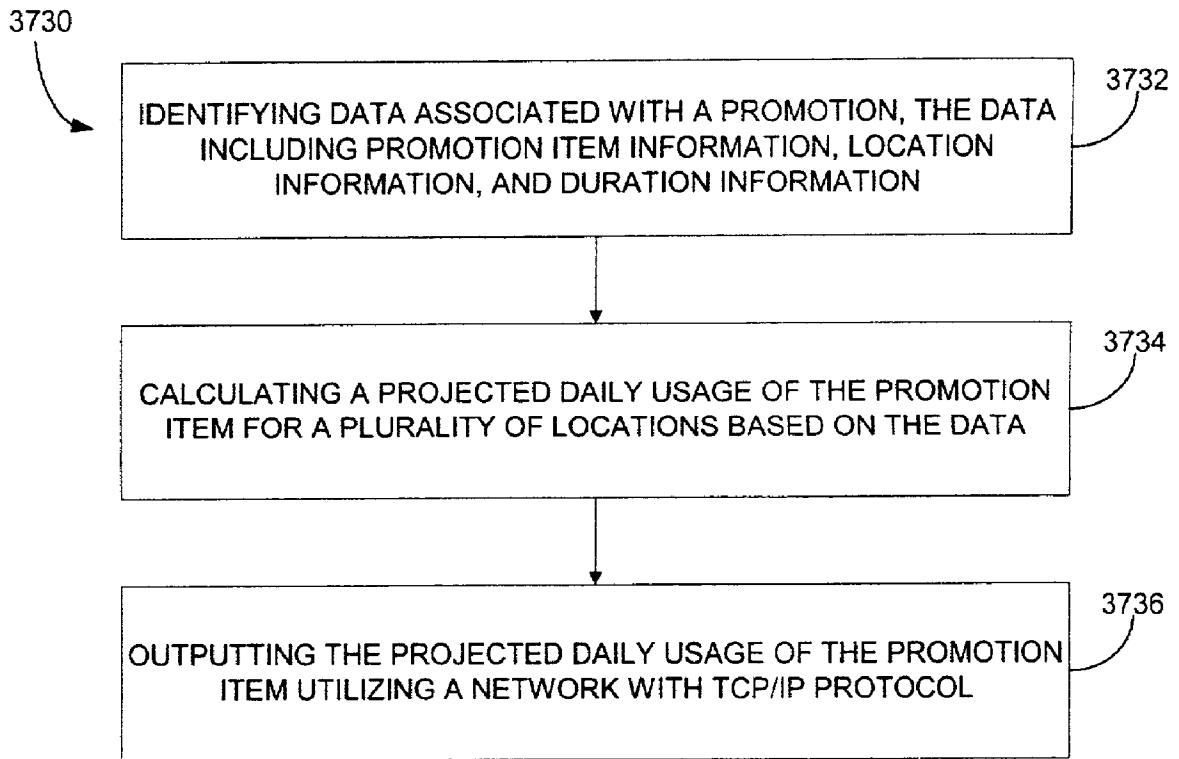 3730
3732
IDENTIFYING DATA ASSOCIATED WITH A PROMOTION, THE DATA
INCLUDING PROMOTION ITEM INFORMATION, LOCATION
INFORMATION, AND DURATION INFORMATION
3734
CALCULATING A PROJECTED DAILY USAGE OF THE PROMOTION
ITEM FOR A PLURALITY OF LOCATIONS BASED ON THE DATA
3736
OUTPUTTING THE PROJECTED DAILY USAGE OF THE PROMOTION
ITEM UTILIZING A NETWORK WITH TCP/IP PROTOCOL